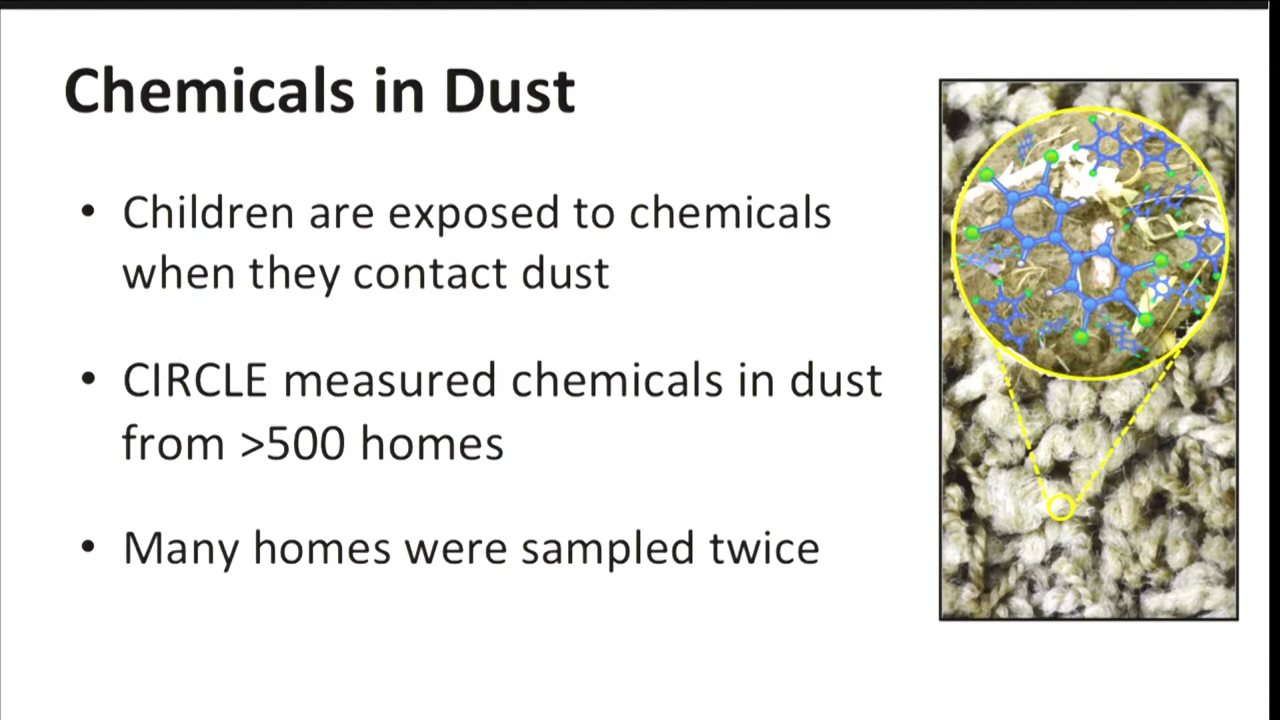 Chemicals in Dust
• Children are exposed to chemicals
when they contact dust
• CIRCLE measured chemicals in dust
from >500 homes
• Many homes were sampled twice